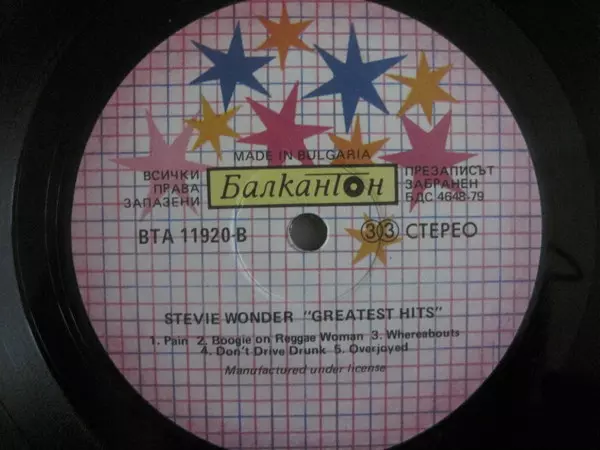 MADE IN BULGARIA
ВСИЧКИ
ПРАВА
ЗАПАЗЕНИ
Балкантон
ПРЕЗАПИСЪТ
ЗАБРАНЕН
БДС 4648-79
ВТА 11920-В
33 СТЕРЕО
STEVIE WONDER "GREATEST HITS"
1. Pain 2. Boogie on Reggae Woman 3. Whereabouts
4. Don't Drive Drunk 5. Overjoyed
Manufactured under license